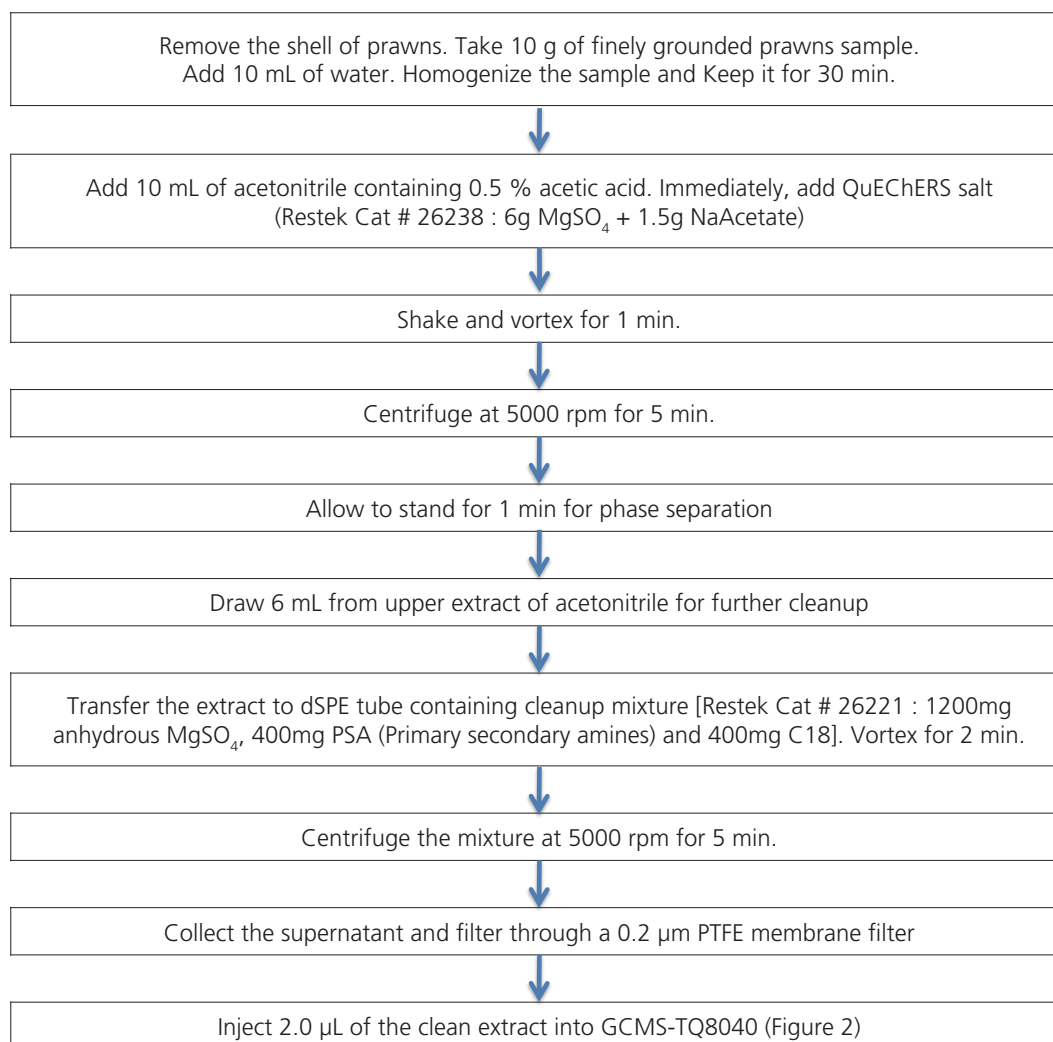 Remove the shell of prawns. Take 10 g of finely grounded prawns sample.
Add 10 mL of water. Homogenize the sample and Keep it for 30 min.
Add 10 mL of acetonitrile containing 0.5 % acetic acid. Immediately, add QuEChERS salt
(Restek Cat # 26238 : 6g MgSO₄ + 1.5g NaAcetate)
Shake and vortex for 1 min.
Centrifuge at 5000 rpm for 5 min.
Allow to stand for 1 min for phase separation
Draw 6 mL from upper extract of acetonitrile for further cleanup
Transfer the extract to dSPE tube containing cleanup mixture [Restek Cat # 26221 : 1200mg
anhydrous MgSO₄, 400mg PSA (Primary secondary amines) and 400mg C18]. Vortex for 2 min.
Centrifuge the mixture at 5000 rpm for 5 min.
Collect the supernatant and filter through a 0.2 µm PTFE membrane filter
Inject 2.0 µL of the clean extract into GCMS-TQ8040 (Figure 2)